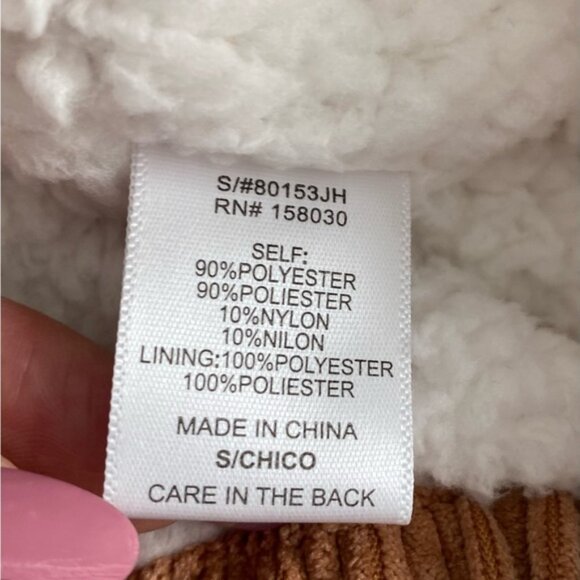 S/#80153JH
RN# 158030
SELF:
90%POLYESTER
90%POLIESTER
10%NYLON
10%NILON
LINING:100%POLYESTER
100%POLIESTER
MADE IN CHINA
S/CHICO
CARE IN THE BACK